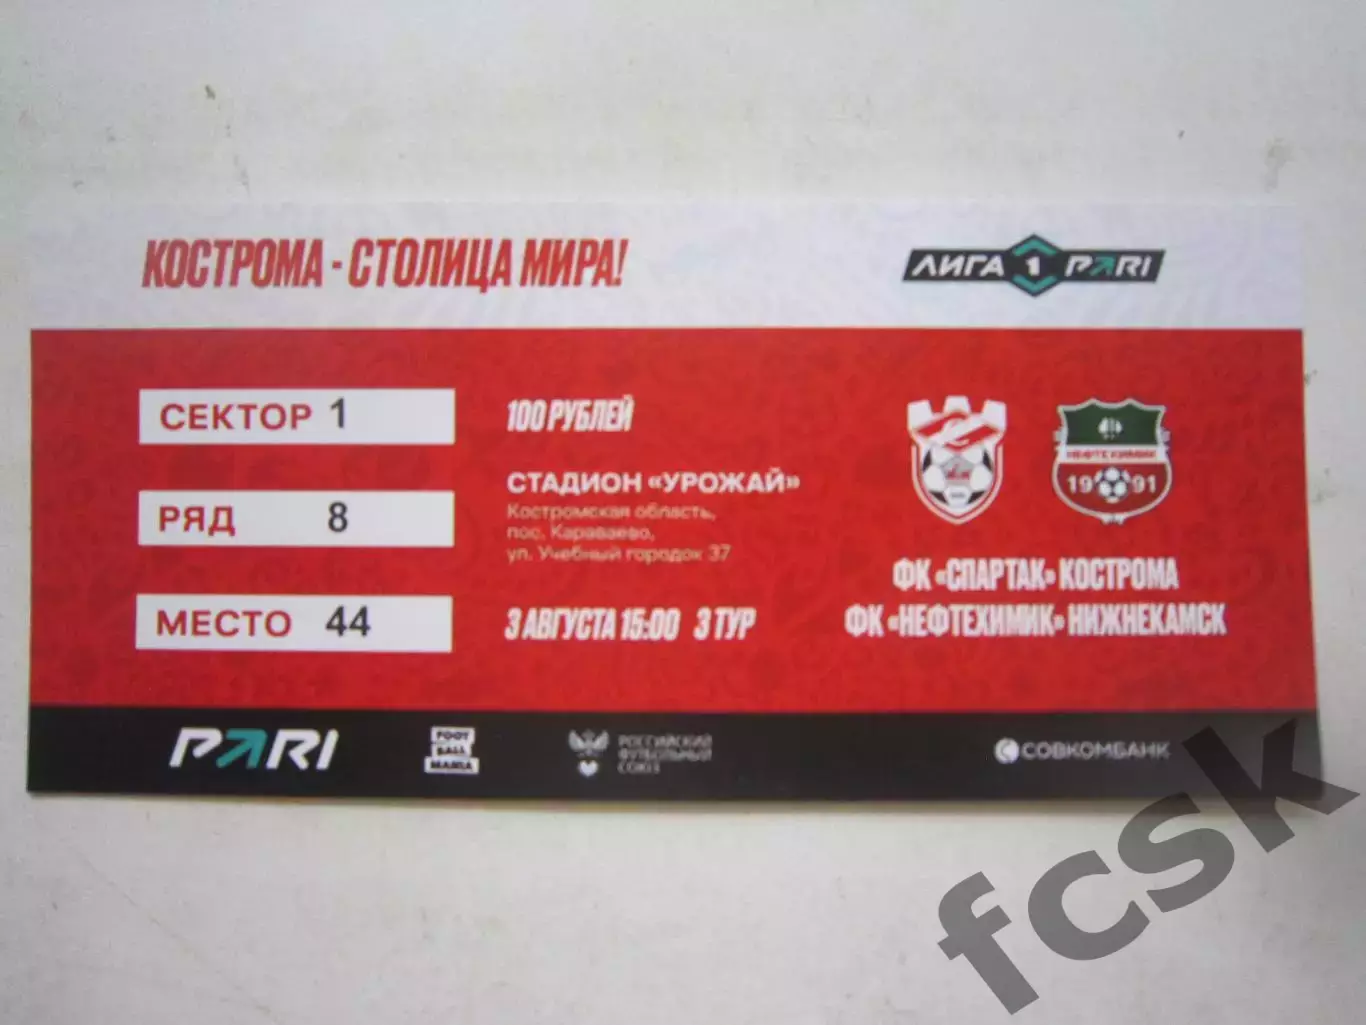 КОСТРОМА - СТОЛИЦА МИРА!
ЛИГА 1 PARI
СЕКТОР 1
РЯД 8
МЕСТО 44
100 РУБЛЕЙ
СТАДИОН «УРОЖАЙ»
Костромская область,
пос. Караваево,
ул. Учебный городок 37
3 АВГУСТА 15:00 3 ТУР
НЕФТЕХИМИК
19 91
ФК «СПАРТАК» КОСТРОМА
ФК «НЕФТЕХИМИК» НИЖНЕКАМСК
PARI
FOOT
BALL
MANIA
РОССИЙСКИЙ
ФУТБОЛЬНЫЙ
СОЮЗ
СОВКОМБАНК
fcsk